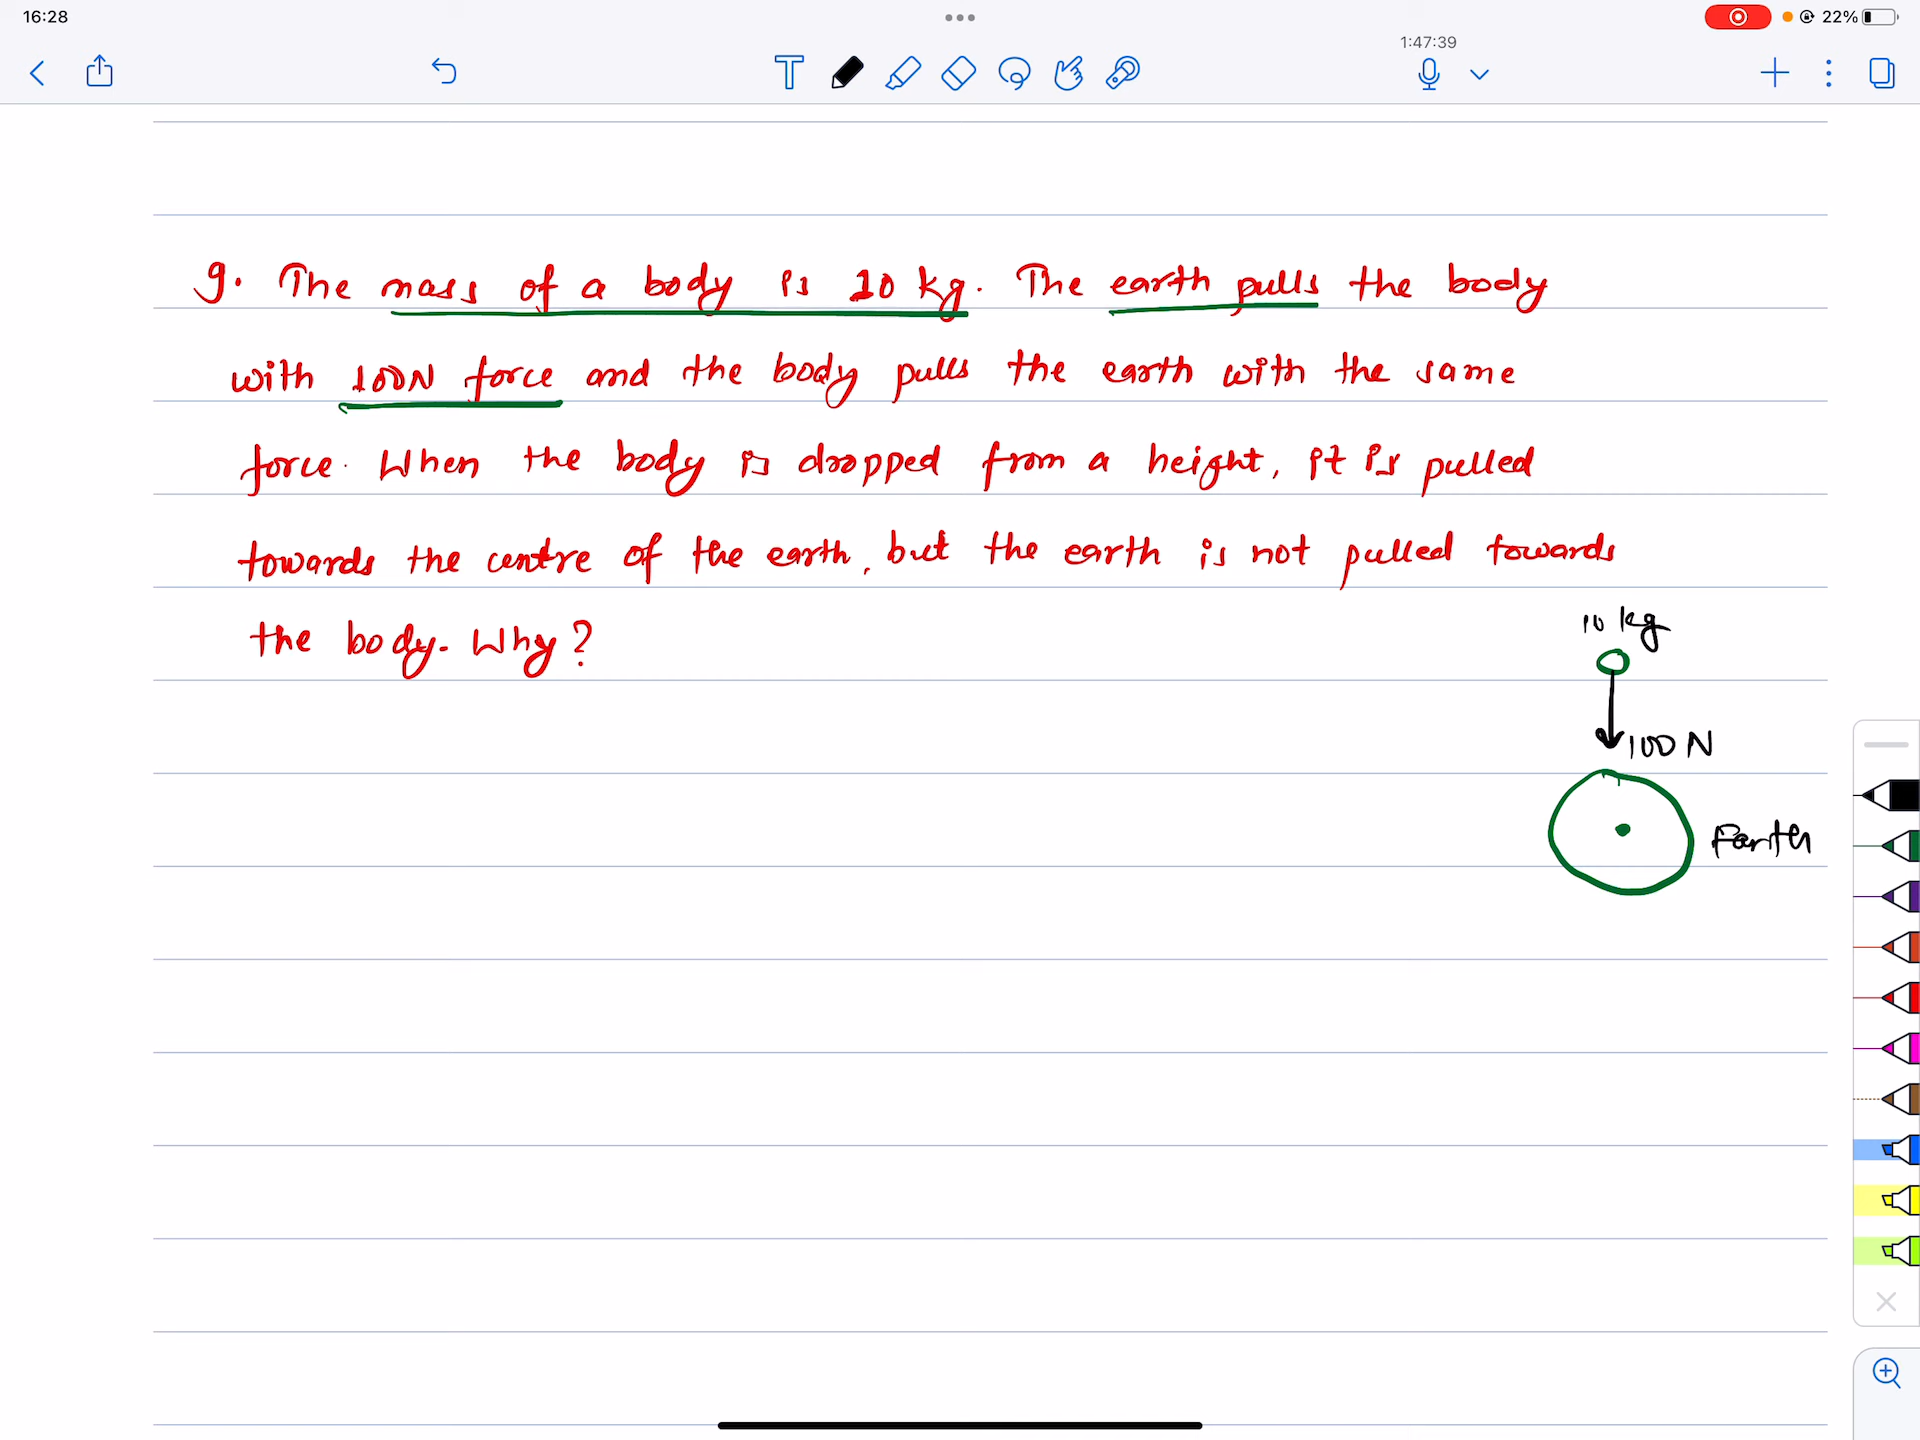 16:28
22%
1:47:39
g. The mass of a body is 10 kg. The earth pulls the body
with 100N force and the body pulls the earth with the same
force. When the body is dropped from a height, it is pulled
towards the centre of the earth, but the earth is not pulled towards
the body. Why?
10 kg
100 N
Earth